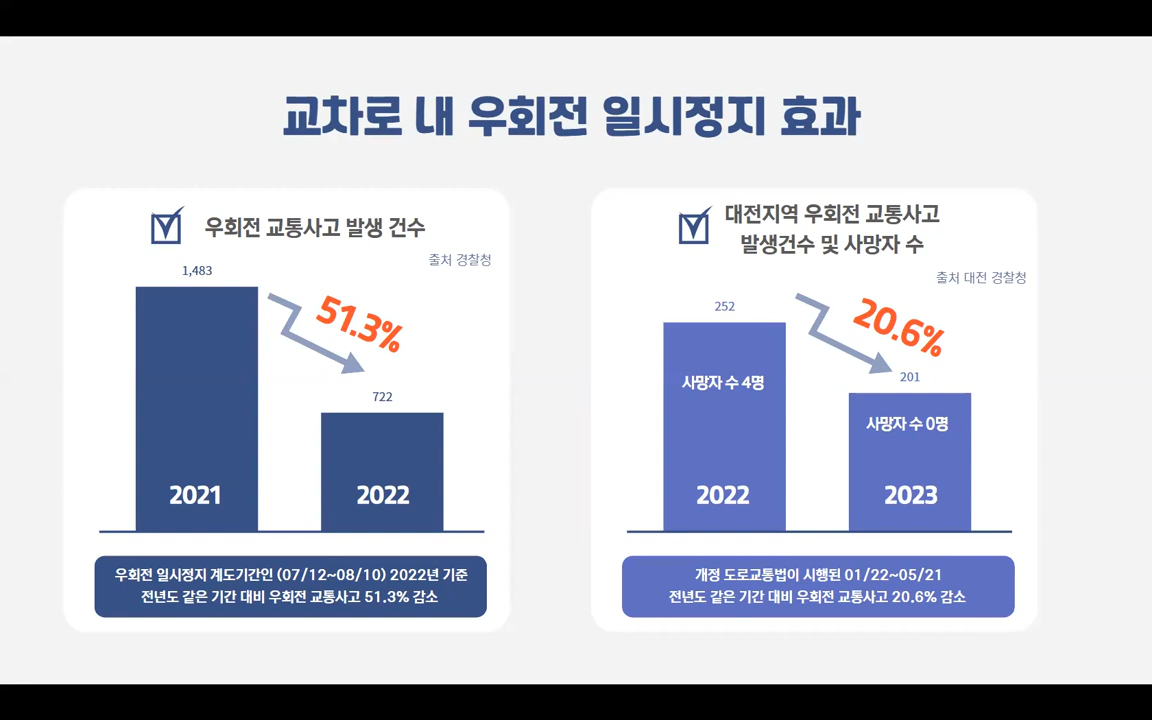 교차로 내 우회전 일시정지 효과
우회전 교통사고 발생 건수
출처 경찰청
1,483
51.3%
722
2021
2022
우회전 일시정지 계도기간인 (07/12~08/10) 2022년 기준
전년도 같은 기간 대비 우회전 교통사고 51.3% 감소
대전지역 우회전 교통사고
발생건수 및 사망자 수
출처 대전 경찰청
252
20.6%
201
사망자 수 4명
사망자 수 0명
2022
2023
개정 도로교통법이 시행된 01/22~05/21
전년도 같은 기간 대비 우회전 교통사고 20.6% 감소